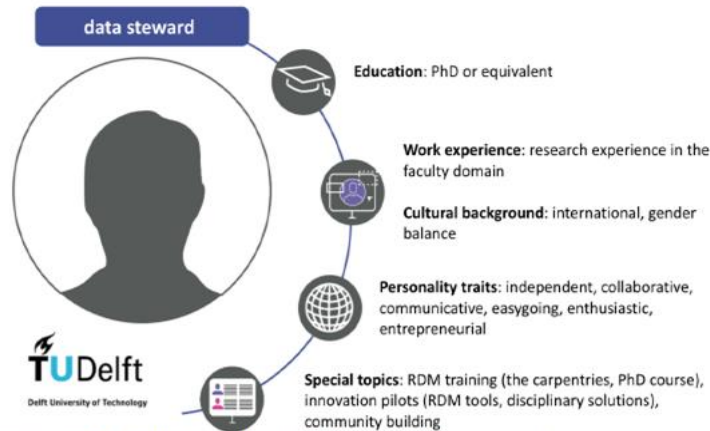 data steward
Education: PhD or equivalent
Work experience: research experience in the
faculty domain
Cultural background: international, gender
balance
Personality traits: independent, collaborative,
communicative, easygoing, enthusiastic,
entrepreneurial
TUDelft
Delft University of Technology
Special topics: RDM training (the carpentries, PhD course),
innovation pilots (RDM tools, disciplinary solutions),
community building